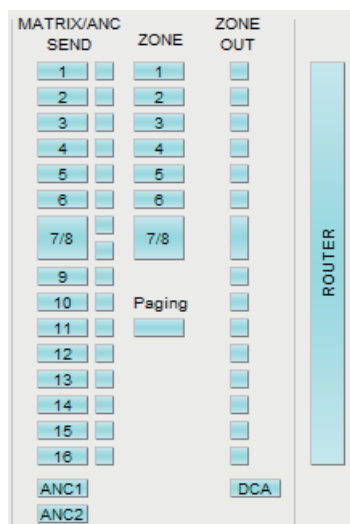 MATRIX/ANC
SEND
ZONE
ZONE
OUT
1 1
2 2
3 3
4 4
5 5
6 6
7/8 7/8
9
10 Paging
11
12
13
14
15
16
ANC1 DCA
ANC2
ROUTER